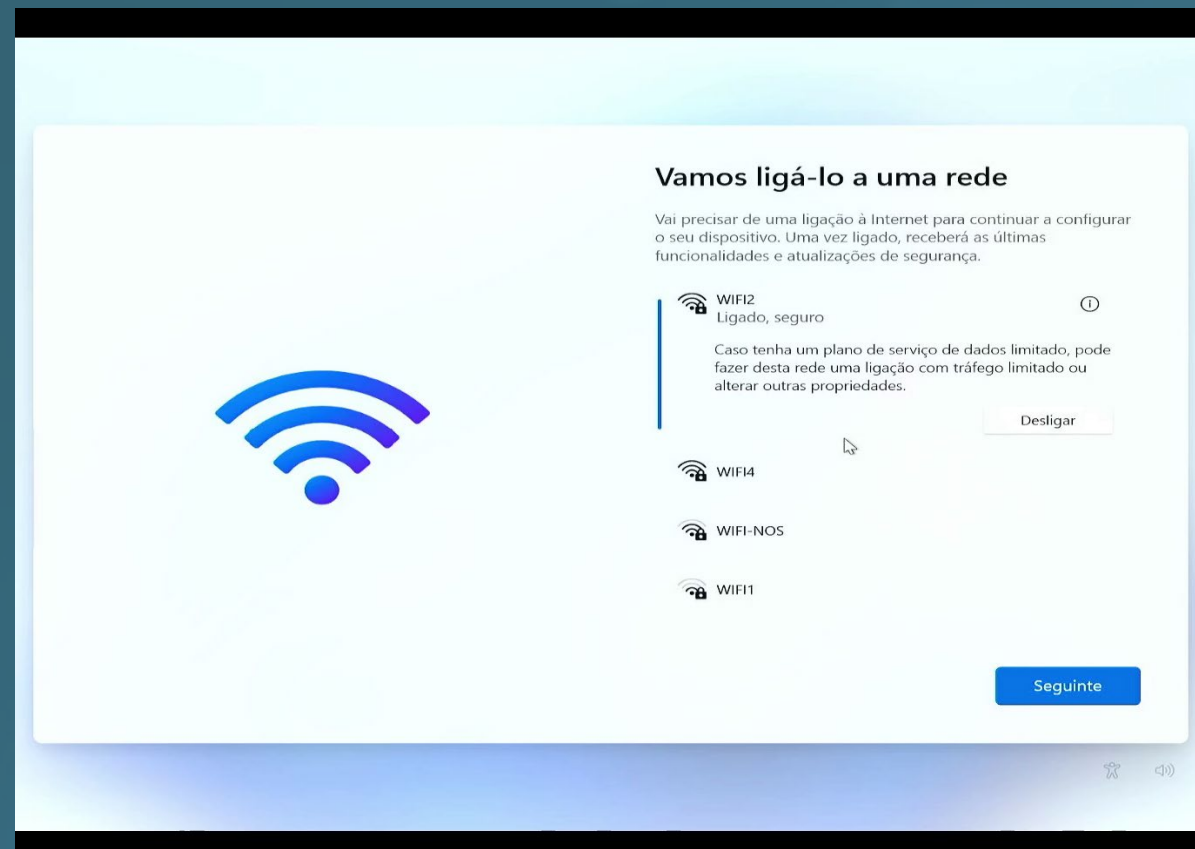 Vamos ligá-lo a uma rede
Vai precisar de uma ligação à Internet para continuar a configurar
o seu dispositivo. Uma vez ligado, receberá as últimas
funcionalidades e atualizações de segurança.
WIFI2
Ligado, seguro
Caso tenha um plano de serviço de dados limitado, pode
fazer desta rede uma ligação com tráfego limitado ou
alterar outras propriedades.
Desligar
WIFI4
WIFI-NOS
WIFI1
Seguinte